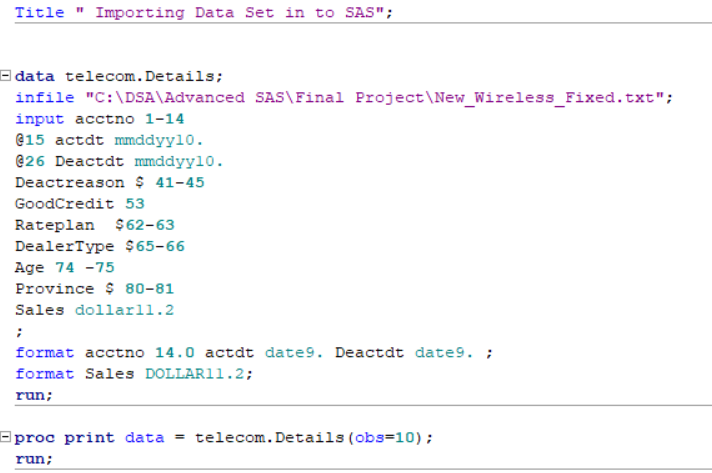 Title " Importing Data Set in to SAS";
data telecom.Details;
infile "C:\DSA\Advanced SAS\Final Project\New_Wireless_Fixed.txt";
input acctno 1-14
@15 actdt mmddyy10.
@26 Deactdt mmddyy10.
Deactreason $ 41-45
GoodCredit 53
Rateplan  $62-63
DealerType $65-66
Age 74 -75
Province $ 80-81
Sales dollar11.2
;
format acctno 14.0 actdt date9. Deactdt date9. ;
format Sales DOLLAR11.2;
run;
proc print data = telecom.Details(obs=10);
run;